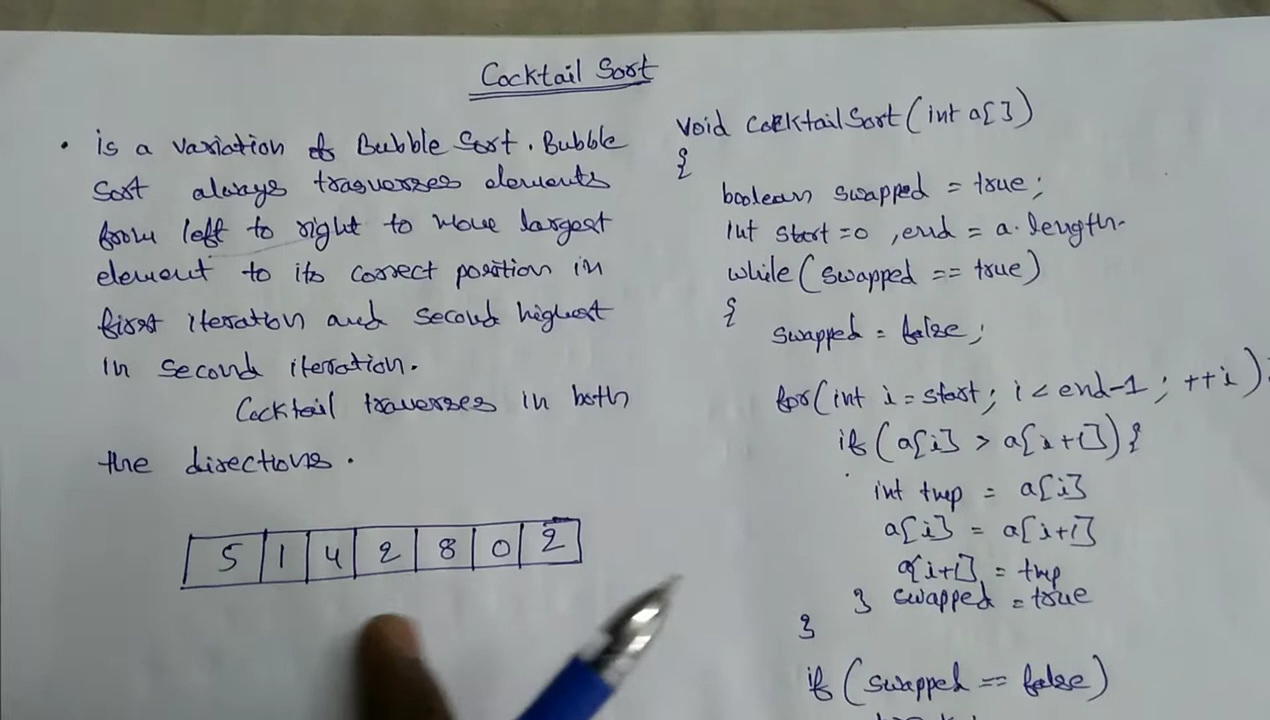 Cocktail Sort
• is a variation of Bubble Sort. Bubble
Sort always trasverses elements
from left to right to move largest
element to its correct position in
first iteration and second highest
in second iteration.
Cocktail traverses in both
the directions.
5 1 4 2 8 0 2
void CocktailSort(int a[])
{
boolean swapped = true;
int start =0 ,end = a.length-
while(swapped == true)
{
swapped = false;
for(int i=start; i<end-1; ++i)
if(a[i] > a[i+1]){
int tmp = a[i]
a[i] = a[i+1]
a[i+1] = tmp
} swapped = true
}
if(swapped == false)